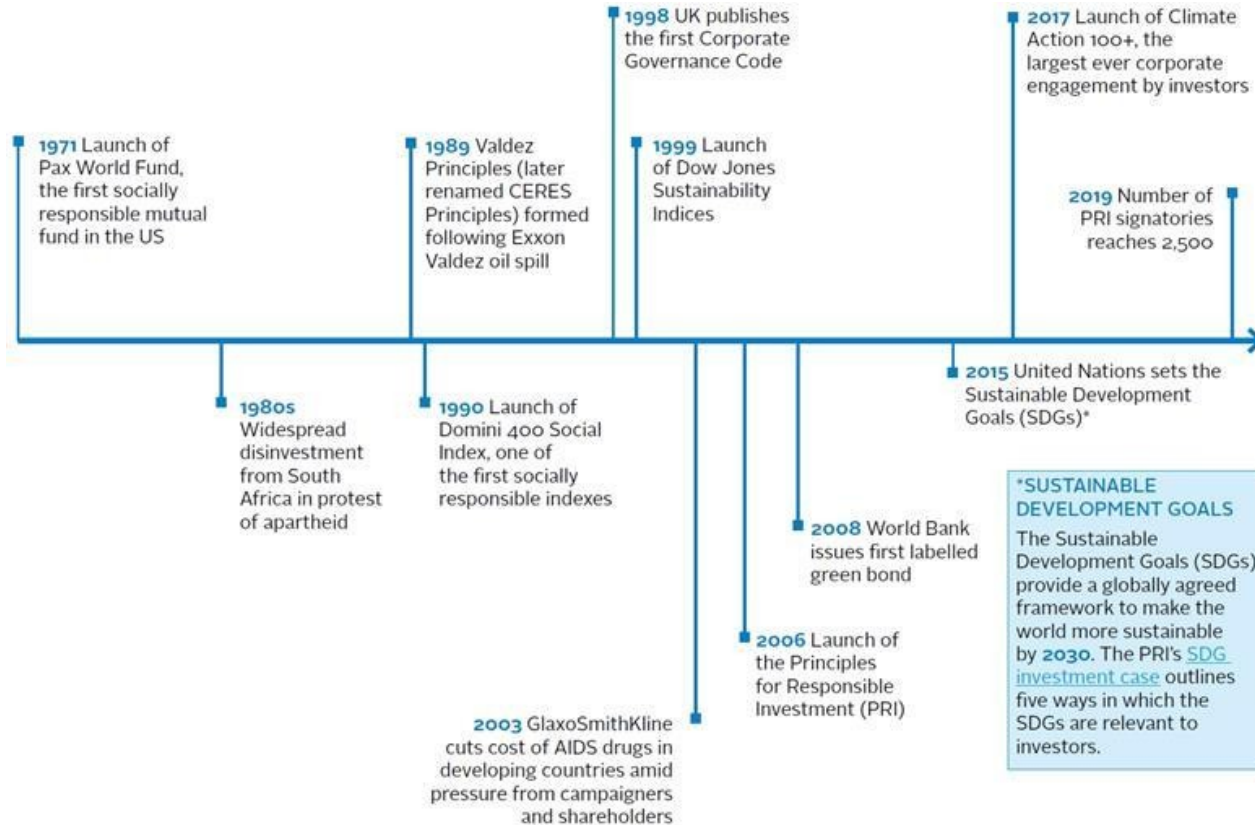 1998 UK publishes
the first Corporate
Governance Code
2017 Launch of Climate
Action 100+, the
largest ever corporate
engagement by investors
1971 Launch of
Pax World Fund,
the first socially
responsible mutual
fund in the US
1989 Valdez
Principles (later
renamed CERES
Principles) formed
following Exxon
Valdez oil spill
1999 Launch
of Dow Jones
Sustainability
Indices
2019 Number of
PRI signatories
reaches 2,500
1980s
Widespread
disinvestment
from South
Africa in protest
of apartheid
1990 Launch of
Domini 400 Social
Index, one of
the first socially
responsible indexes
2015 United Nations sets the
Sustainable Development
Goals (SDGs)*
2008 World Bank
issues first labelled
green bond
2006 Launch of
the Principles
for Responsible
Investment (PRI)
2003 GlaxoSmithKline
cuts cost of AIDS drugs in
developing countries amid
pressure from campaigners
and shareholders
*SUSTAINABLE
DEVELOPMENT GOALS
The Sustainable
Development Goals (SDGs)
provide a globally agreed
framework to make the
world more sustainable
by 2030. The PRI's SDG
investment case outlines
five ways in which the
SDGs are relevant to
investors.